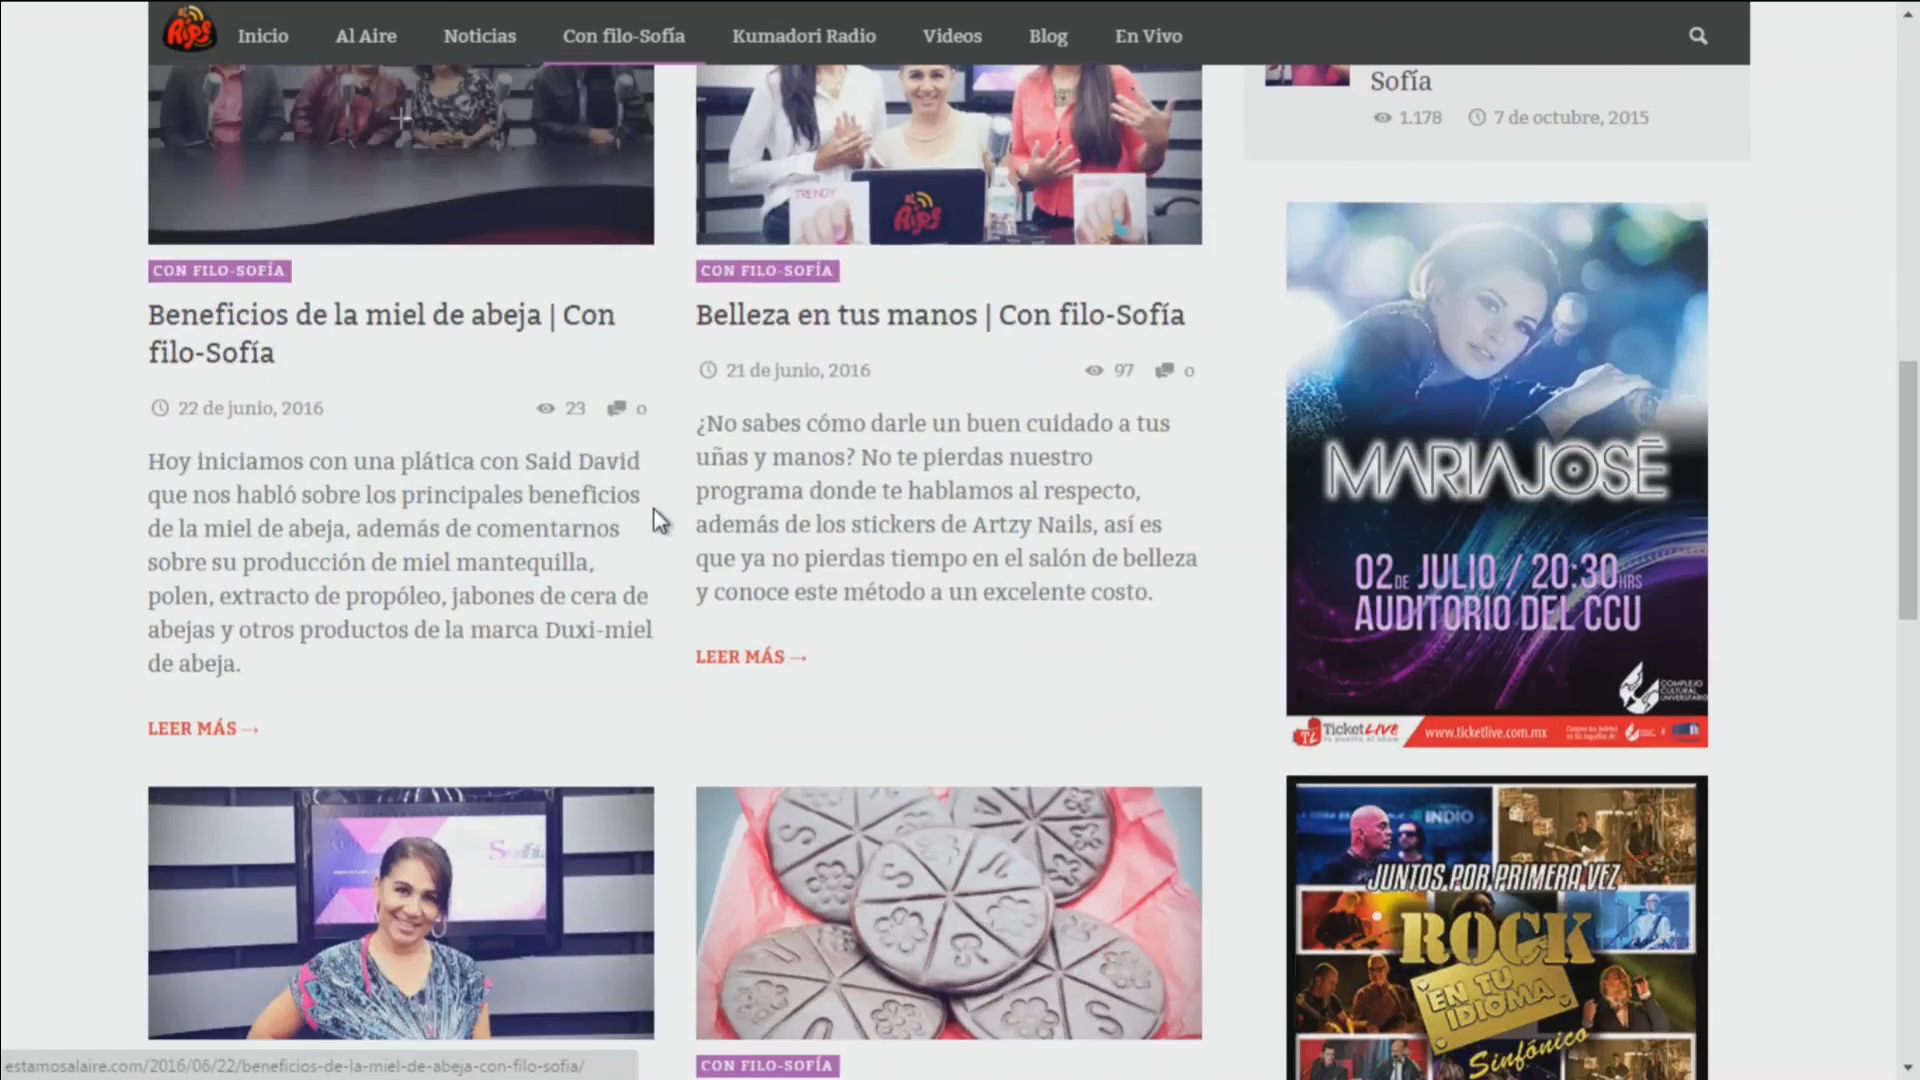 Inicio
Al Aire
Noticias
Con filo-Sofía
Kumadori Radio
Videos
Blog
En Vivo
Sofía
1.178
7 de octubre, 2015
TRENDY
CON FILO-SOFÍA
Beneficios de la miel de abeja | Con
filo-Sofía
22 de junio, 2016
23
0
Hoy iniciamos con una plática con Said David
que nos habló sobre los principales beneficios
de la miel de abeja, además de comentarnos
sobre su producción de miel mantequilla,
polen, extracto de propóleo, jabones de cera de
abejas y otros productos de la marca Duxi-miel
de abeja.
LEER MÁS →
CON FILO-SOFÍA
Belleza en tus manos | Con filo-Sofía
21 de junio, 2016
97
0
¿No sabes cómo darle un buen cuidado a tus
uñas y manos? No te pierdas nuestro
programa donde te hablamos al respecto,
además de los stickers de Artzy Nails, así es
que ya no pierdas tiempo en el salón de belleza
y conoce este método a un excelente costo.
LEER MÁS →
MARIAJOSÉ
02 DE JULIO / 20:30 HRS
AUDITORIO DEL CCU
COMPLEJO
CULTURAL
UNIVERSITARIO
TL TicketLIVE
www.ticketlive.com.mx
INDIO
JUNTOS POR PRIMERA VEZ
ROCK
EN TU
IDIOMA
Sinfónico
CON FILO-SOFÍA
estamosalaire.com/2016/06/22/beneficios-de-la-miel-de-abeja-con-filo-sofia/